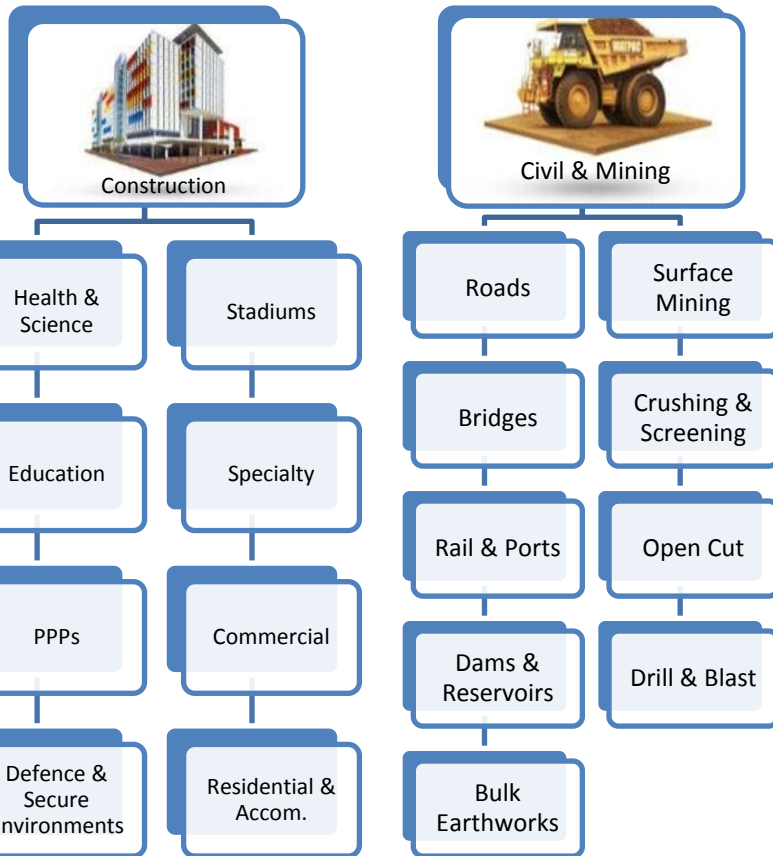 Construction
Health &
Science
Education
PPPs
Defence &
Secure
nvironments
Stadiums
Specialty
Commercial
Residential &
Accom.
WATPAC
Civil & Mining
Roads
Bridges
Rail & Ports
Dams &
Reservoirs
Bulk
Earthworks
Surface
Mining
Crushing &
Screening
Open Cut
Drill & Blast